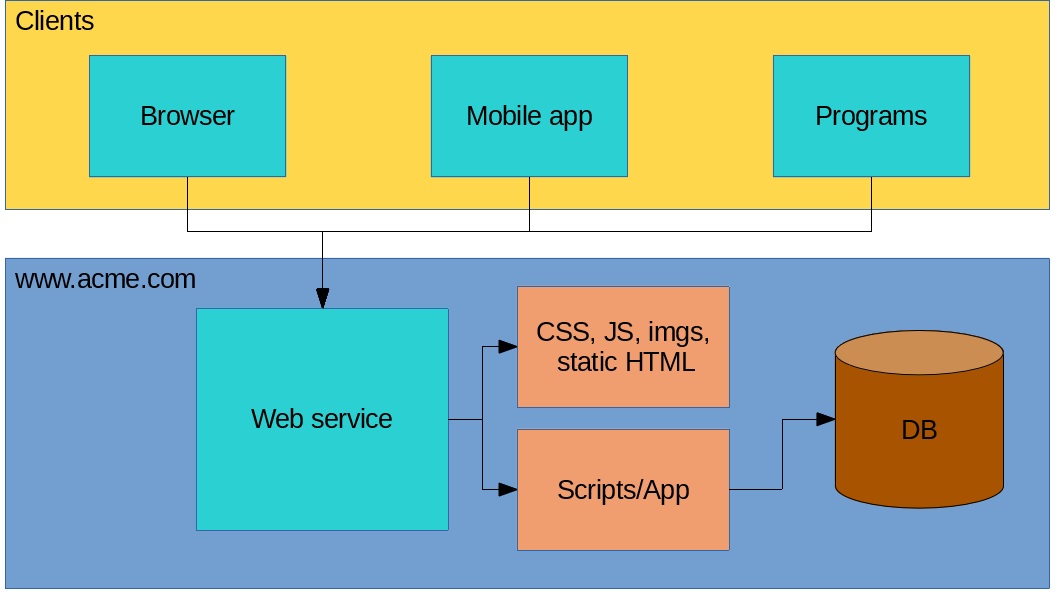 Clients
Browser
Mobile app
Programs
www.acme.com
Web service
CSS, JS, imgs,
static HTML
Scripts/App
DB